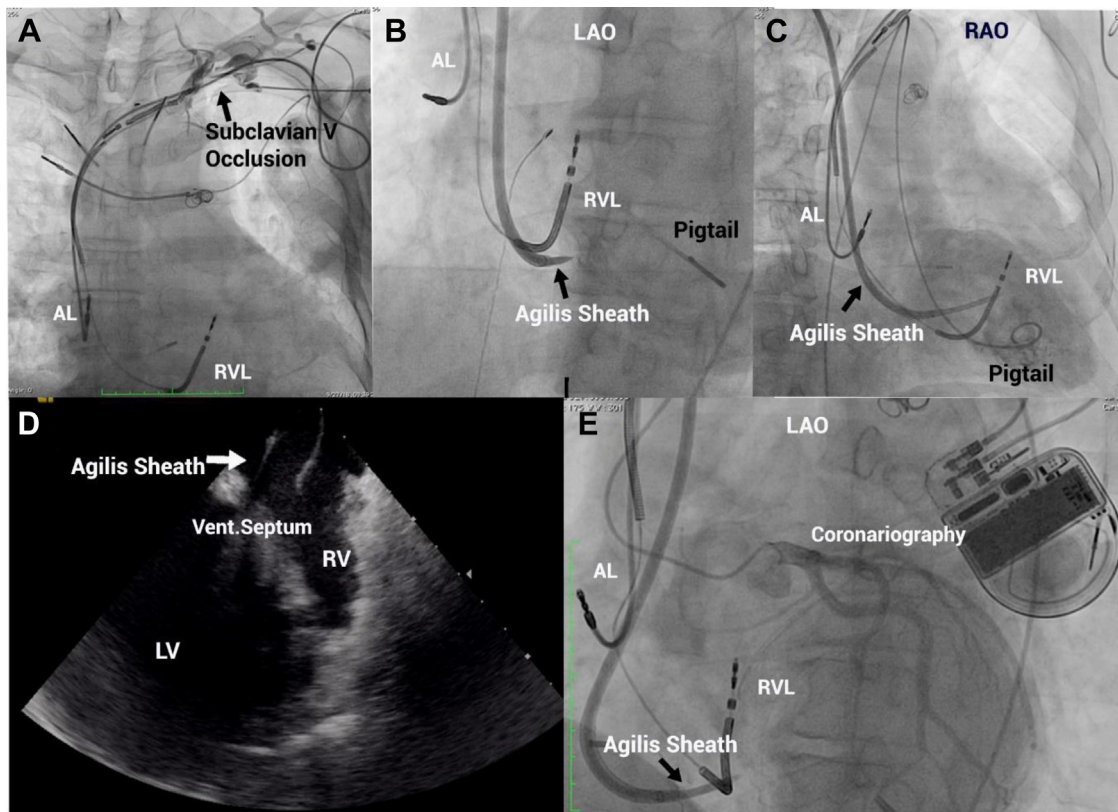 A
AL
Subclavian V
Occlusion
RVL
B
LAO
AL
RVL
Pigtail
Agilis Sheath
C
RAO
AL
RVL
Agilis Sheath
Pigtail
D
Agilis Sheath
Vent.Septum
RV
LV
E
LAO
Coronariography
AL
RVL
Agilis Sheath